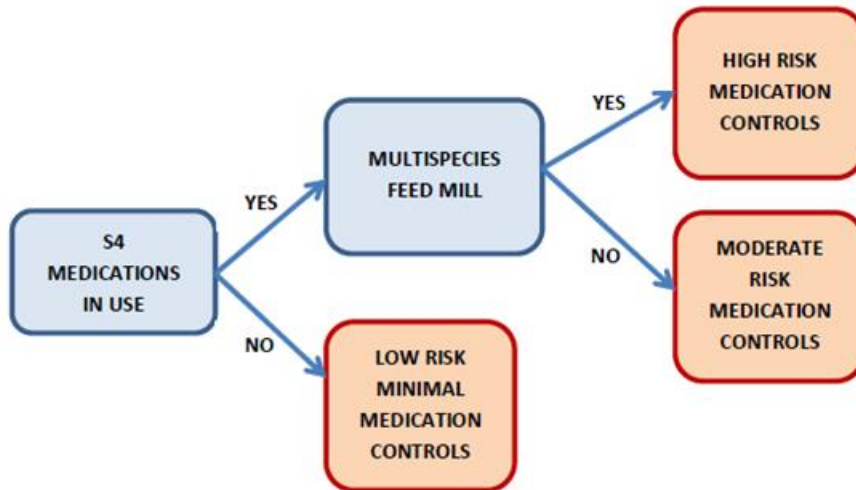 S4
MEDICATIONS
IN USE
YES
NO
MULTISPECIES
FEED MILL
LOW RISK
MINIMAL
MEDICATION
CONTROLS
YES
NO
HIGH RISK
MEDICATION
CONTROLS
MODERATE
RISK
MEDICATION
CONTROLS